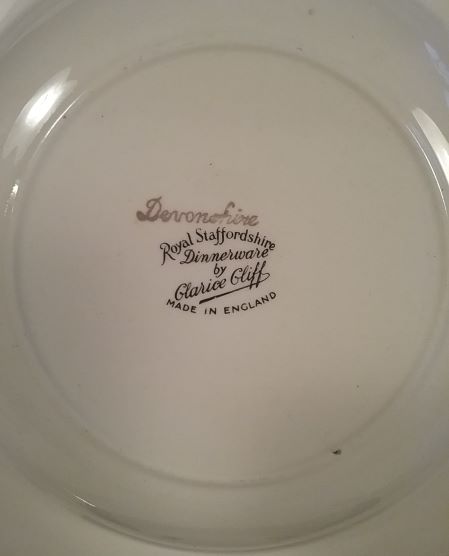 Devonshire
Royal Staffordshire
Dinnerware
by
Clarice Cliff
MADE IN ENGLAND